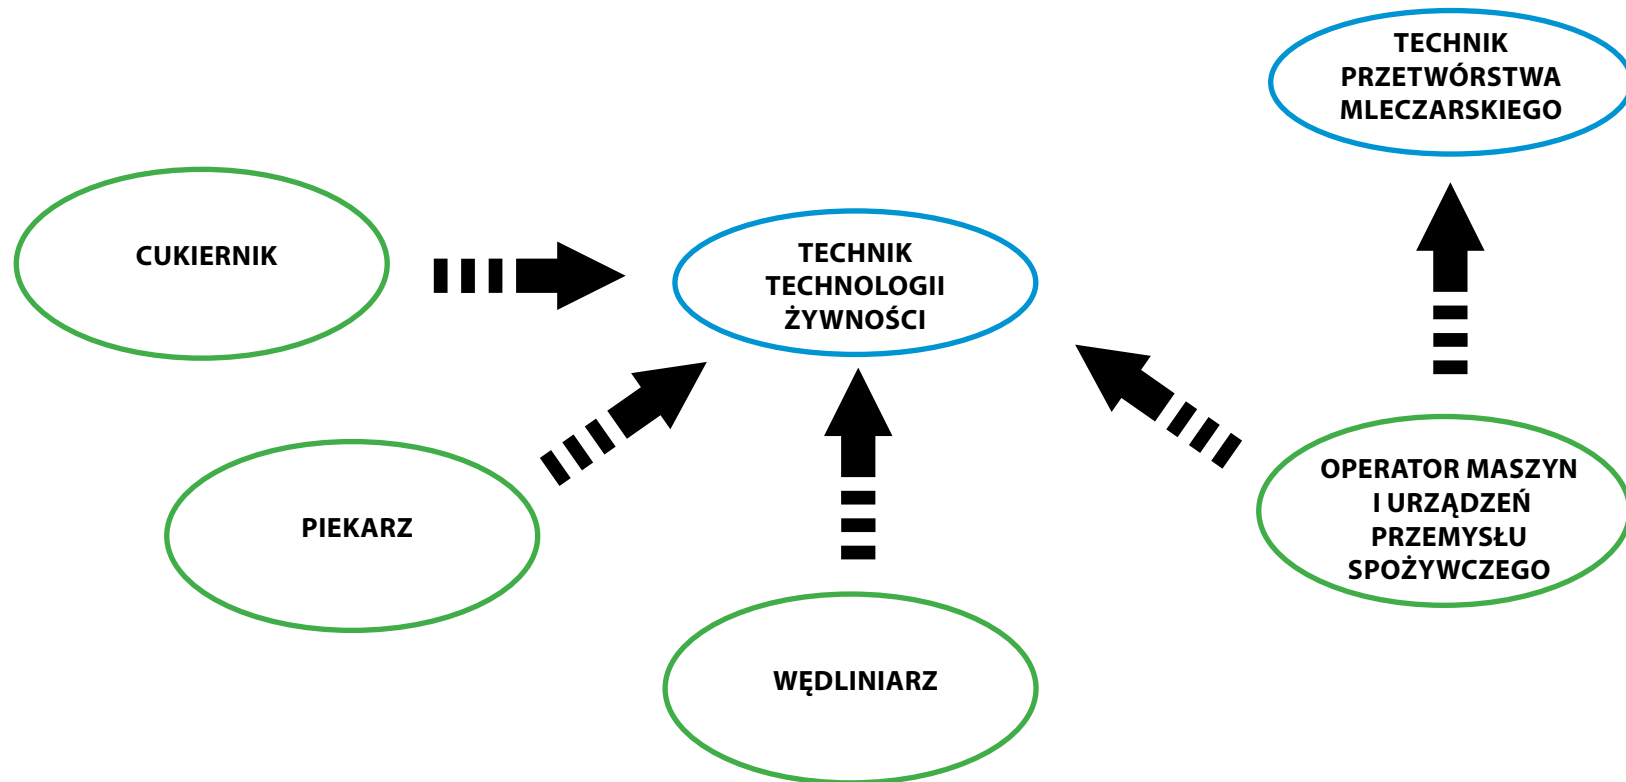 TECHNIK
PRZETWÓRSTWA
MLECZARSKIEGO
CUKIERNIK
TECHNIK
TECHNOLOGII
ŻYWNOŚCI
PIEKARZ
OPERATOR MASZYN
I URZĄDZEŃ
PRZEMYSŁU
SPOŻYWCZEGO
WĘDLINIARZ